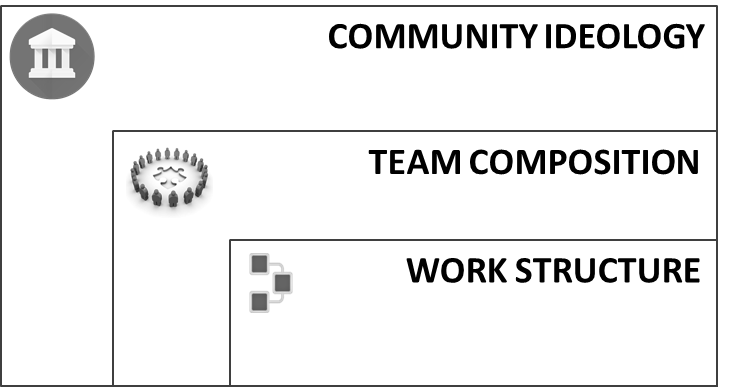 COMMUNITY IDEOLOGY
TEAM COMPOSITION
WORK STRUCTURE